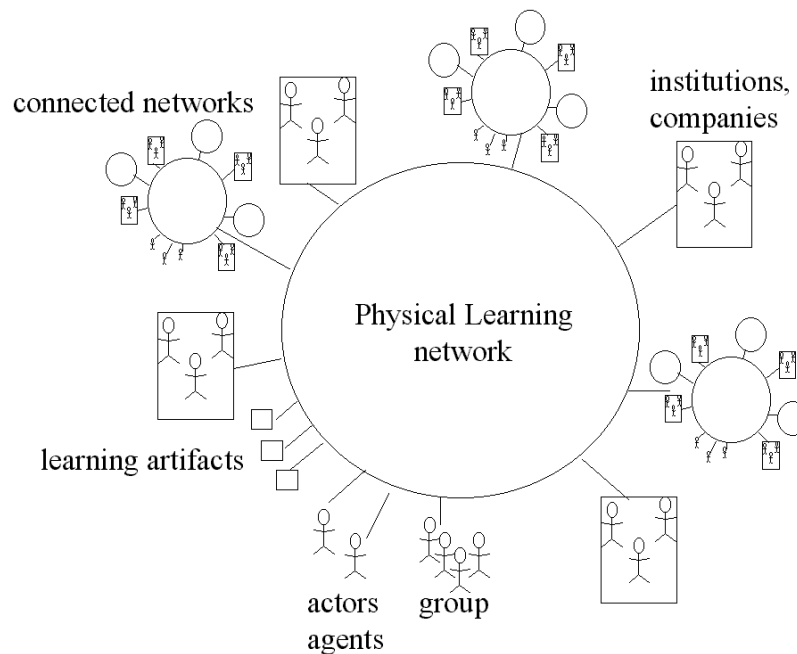 connected networks
institutions,
companies
Physical Learning
network
learning artifacts
actors
agents
group